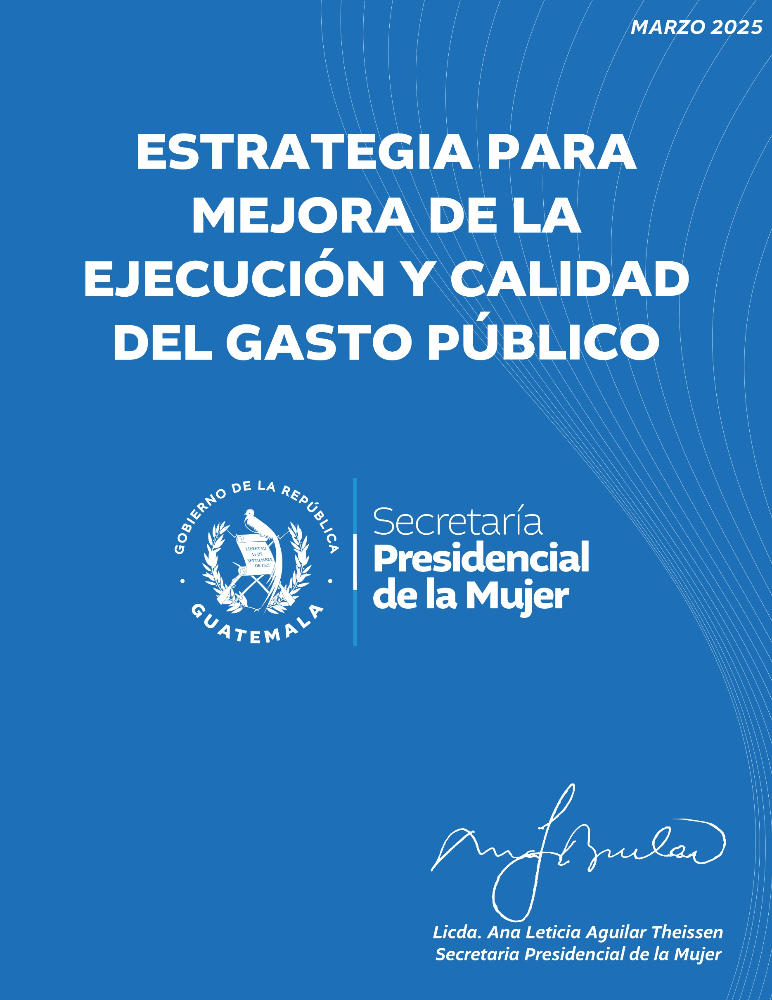 MARZO 2025
ESTRATEGIA PARA
MEJORA DE LA
EJECUCIÓN Y CALIDAD
DEL GASTO PÚBLICO
GOBIERNO DE LA REPÚBLICA
GUATEMALA
LIBERTAD
15 DE
SEPTIEMBRE
DE 1821
Secretaría
Presidencial
de la Mujer
Licda. Ana Leticia Aguilar Theissen
Secretaria Presidencial de la Mujer